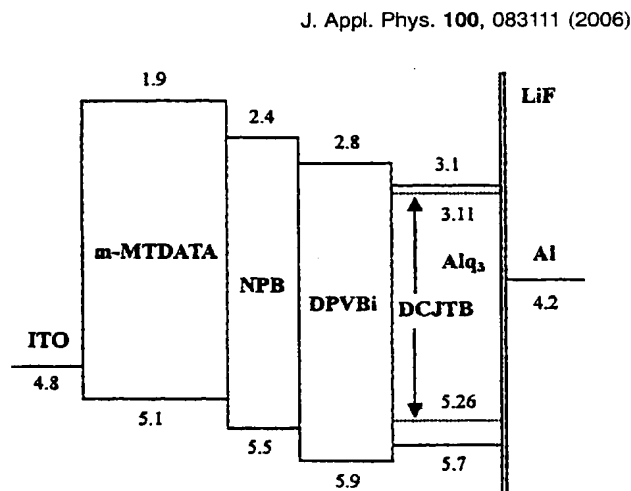 J. Appl. Phys. 100, 083111 (2006)
1.9
LiF
2.4
2.8
3.1
3.11
m-MTDATA
Alq3
Al
NPB
DPVBi
DCJTB
4.2
ITO
4.8
5.26
5.1
5.5
5.7
5.9